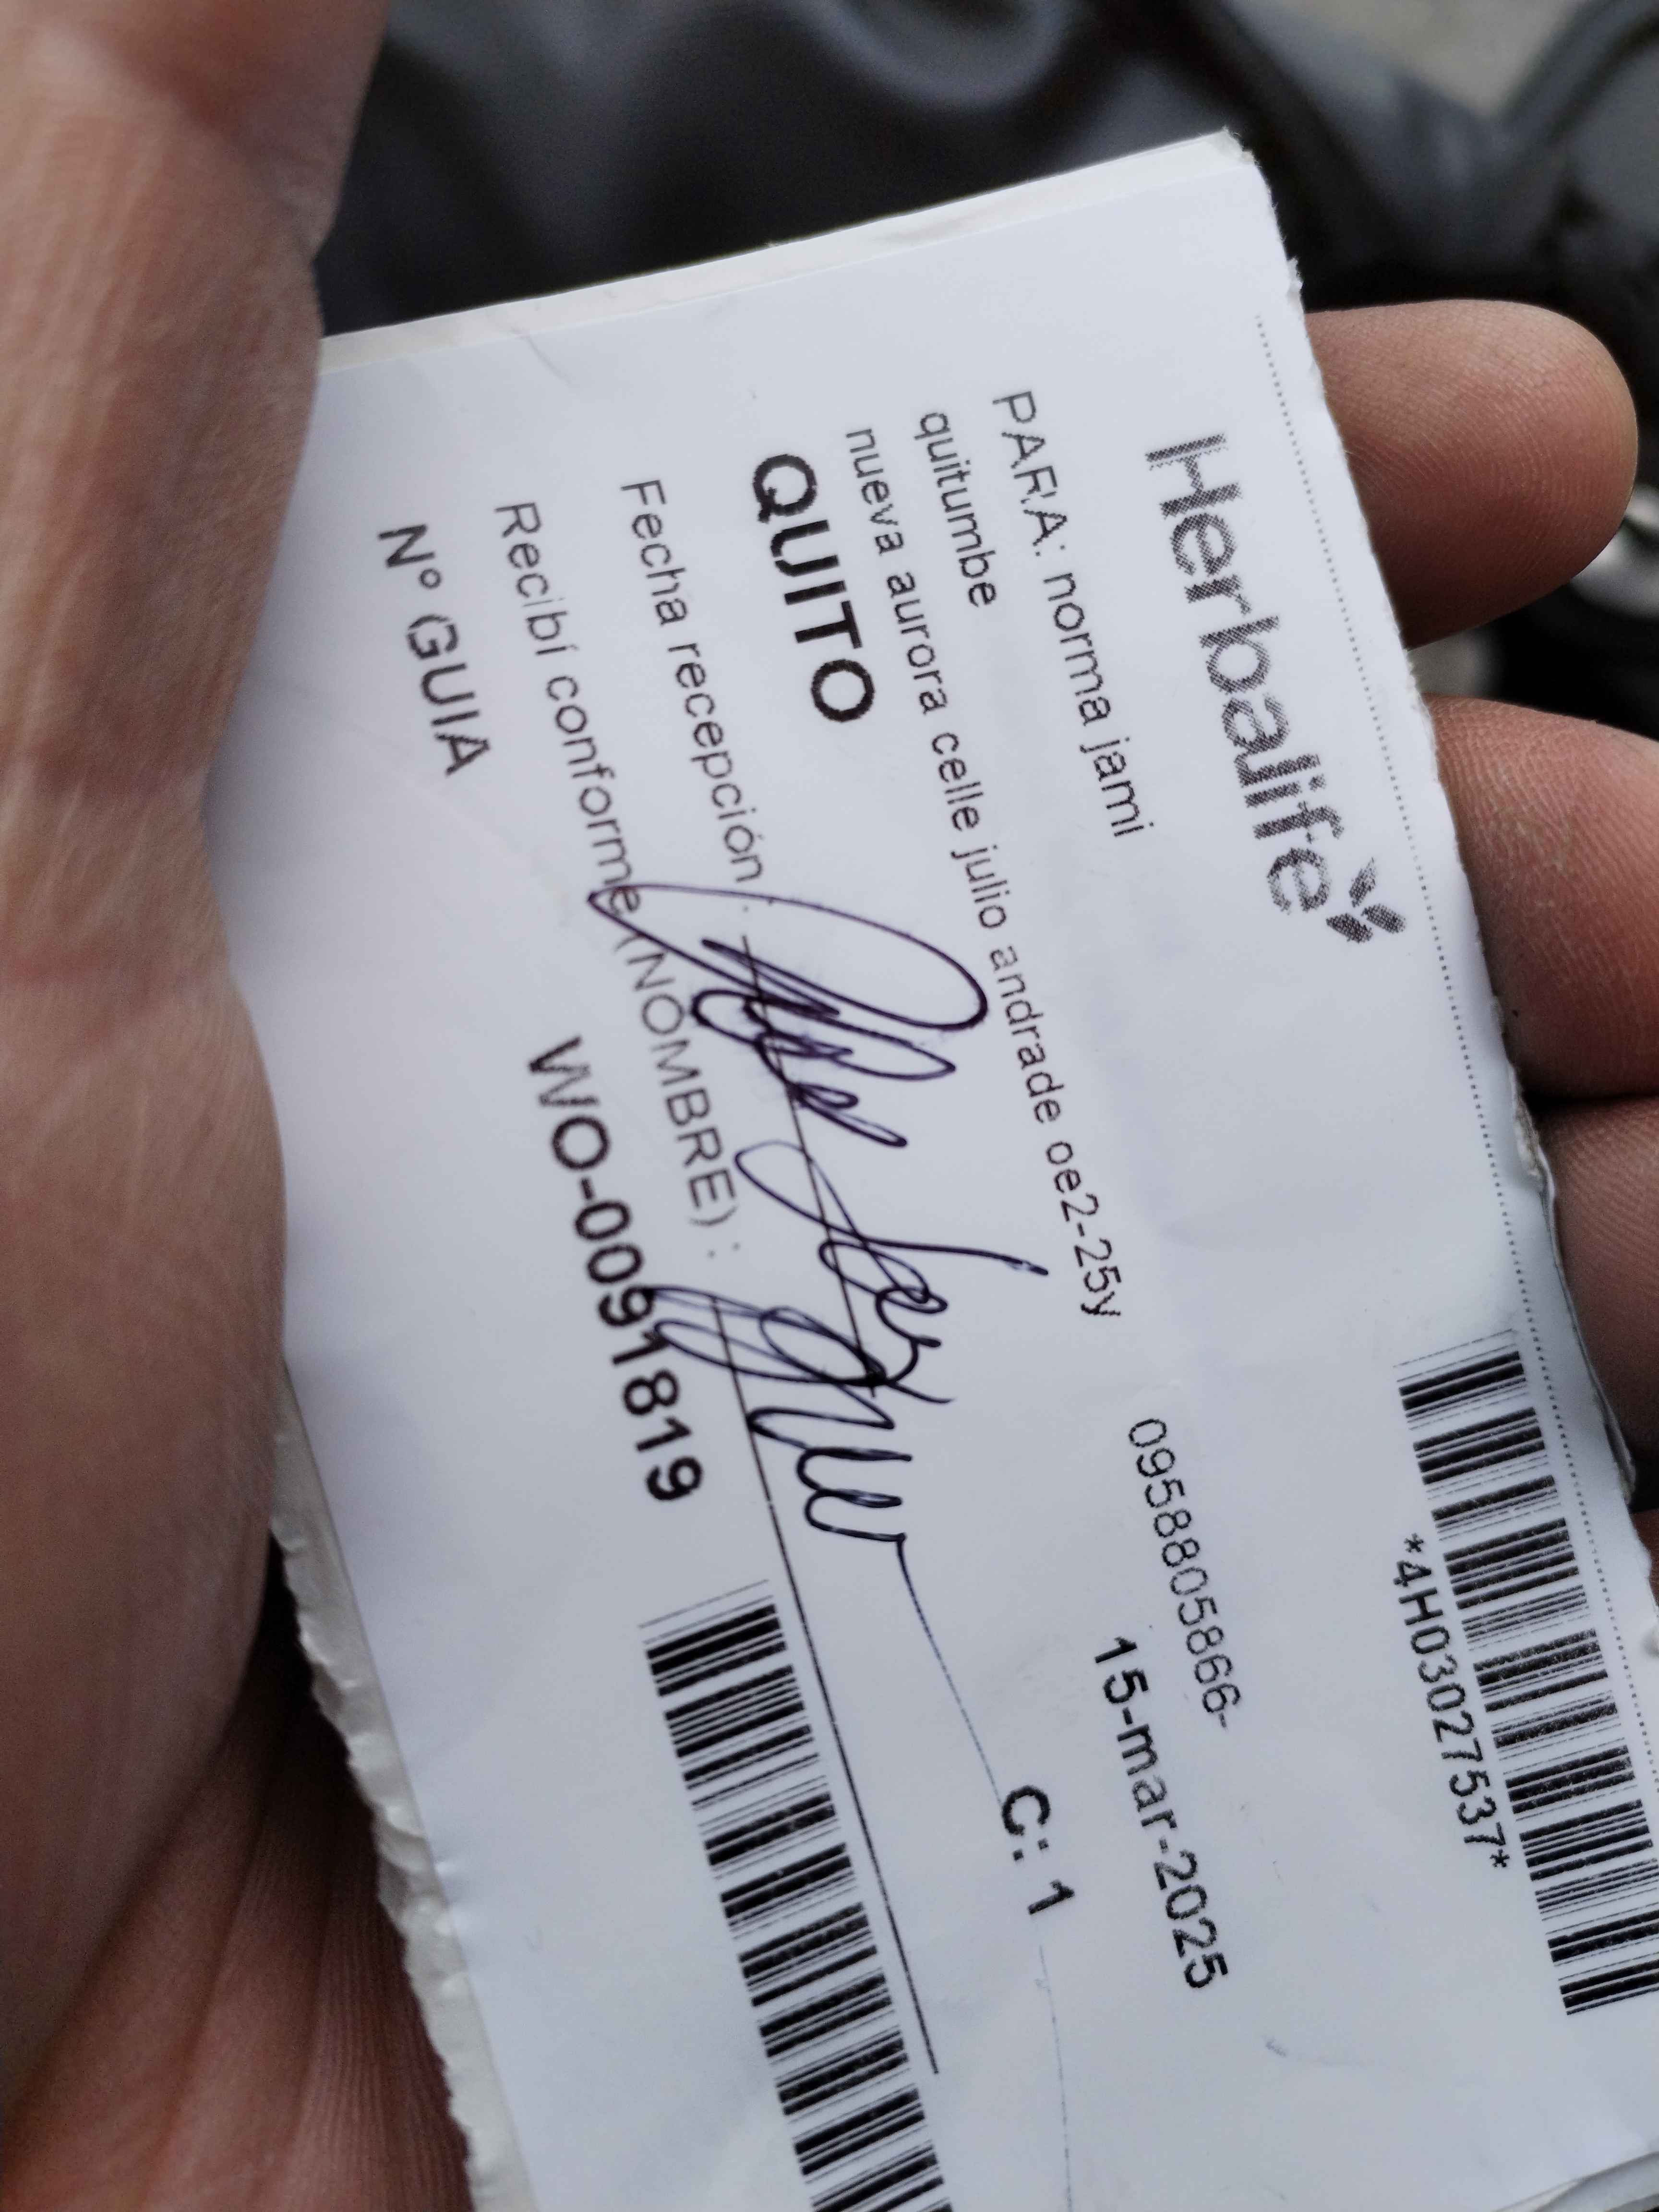 Herbalife
*4H03027537*
PARA: norma jami
0958805866-
quitumbe
nueva aurora celle julio andrade oe2-25y
15-mar-2025
QUITO
C: 1
Fecha recepción :
Recibí conforme (NOMBRE) :
Nº GUIA WO-0091819